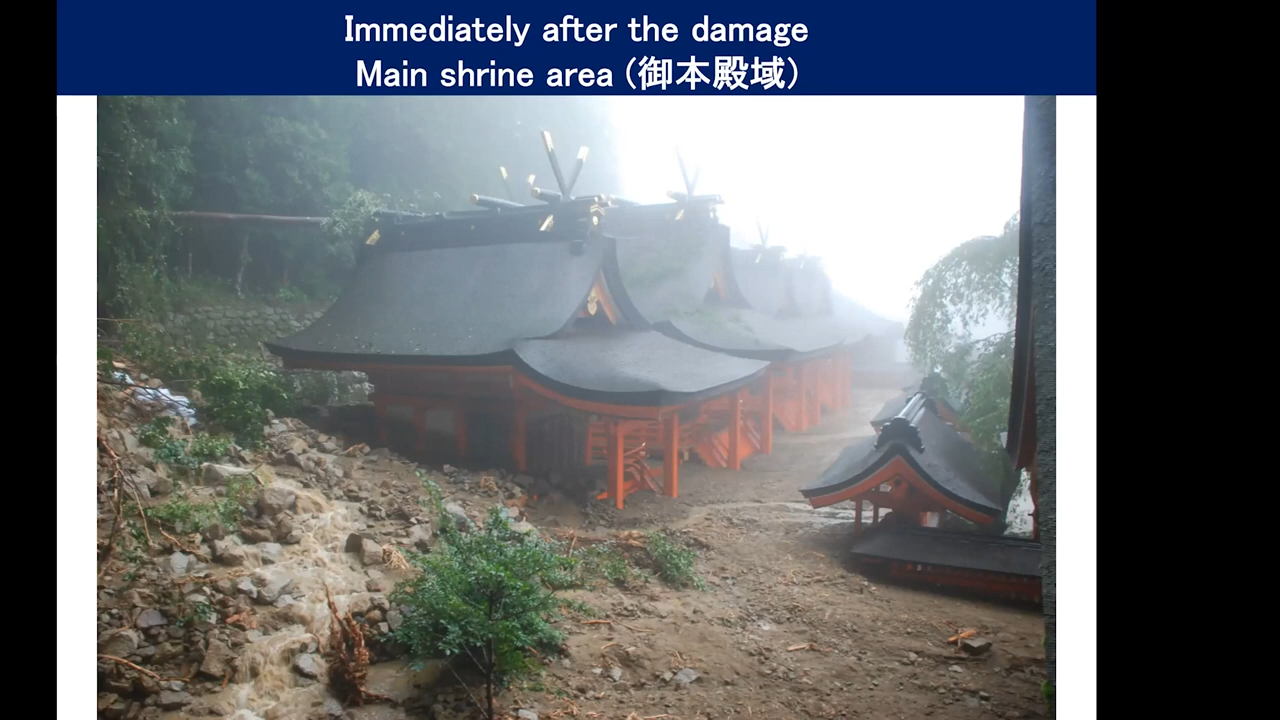 Immediately after the damage
Main shrine area (御本殿域)